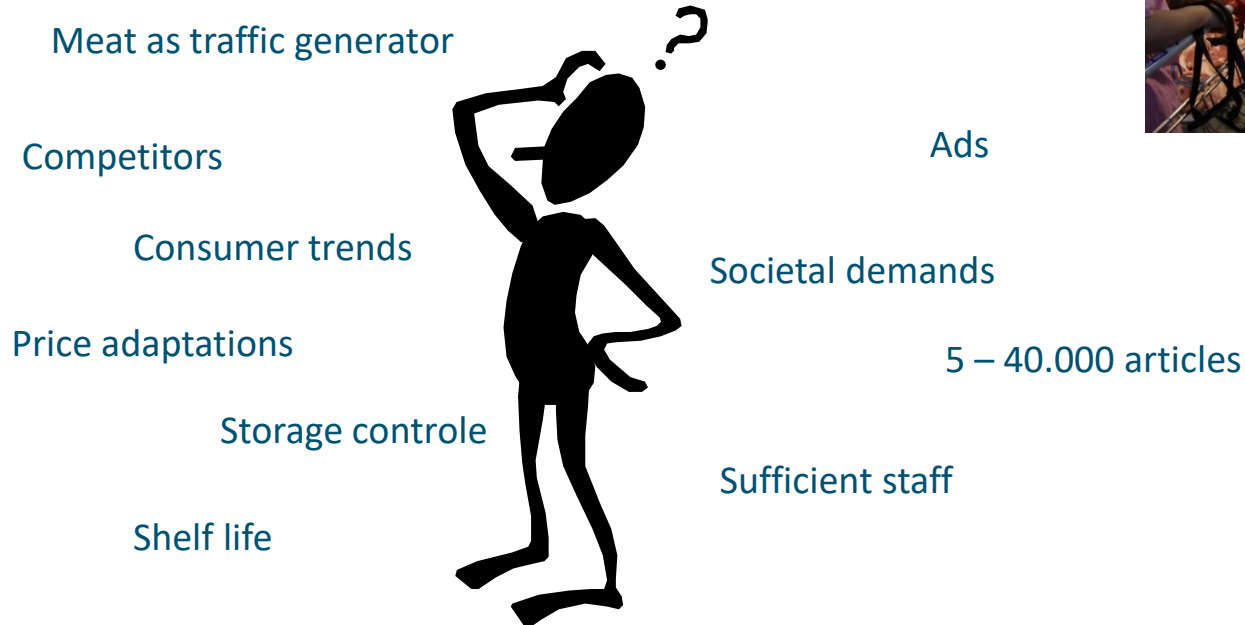 Meat as traffic generator
?
Competitors
Ads
Consumer trends
Societal demands
Price adaptations
5 – 40.000 articles
Storage controle
Sufficient staff
Shelf life